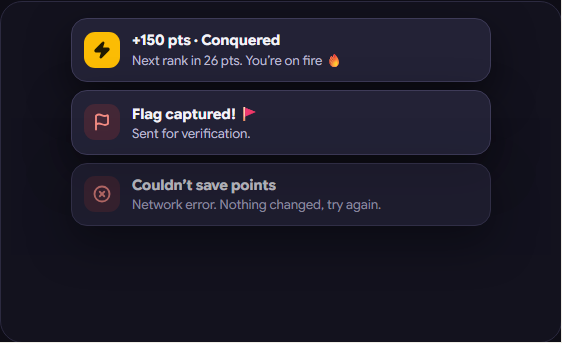 +150 pts · Conquered
Next rank in 26 pts. You’re on fire 🔥
Flag captured! 🚩
Sent for verification.
Couldn’t save points
Network error. Nothing changed, try again.